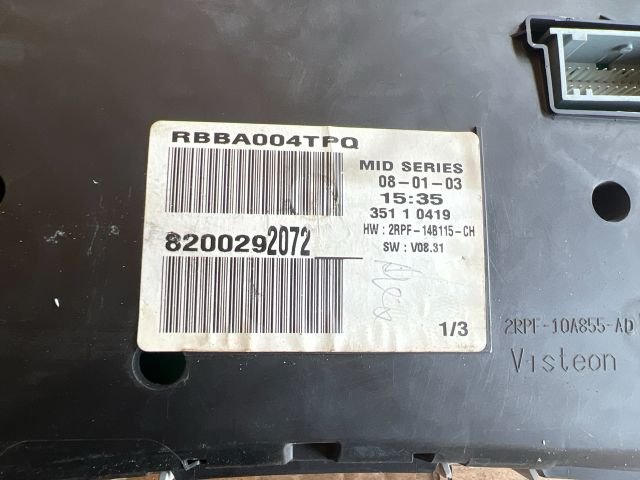 RBBA004TPQ
MID SERIES
08-01-03
15:35
351 1 0419
HW : 2RPF-14B115-CH
SW : V08.31
8200292072
1/3
2RPF-10A855-AD
Visteon